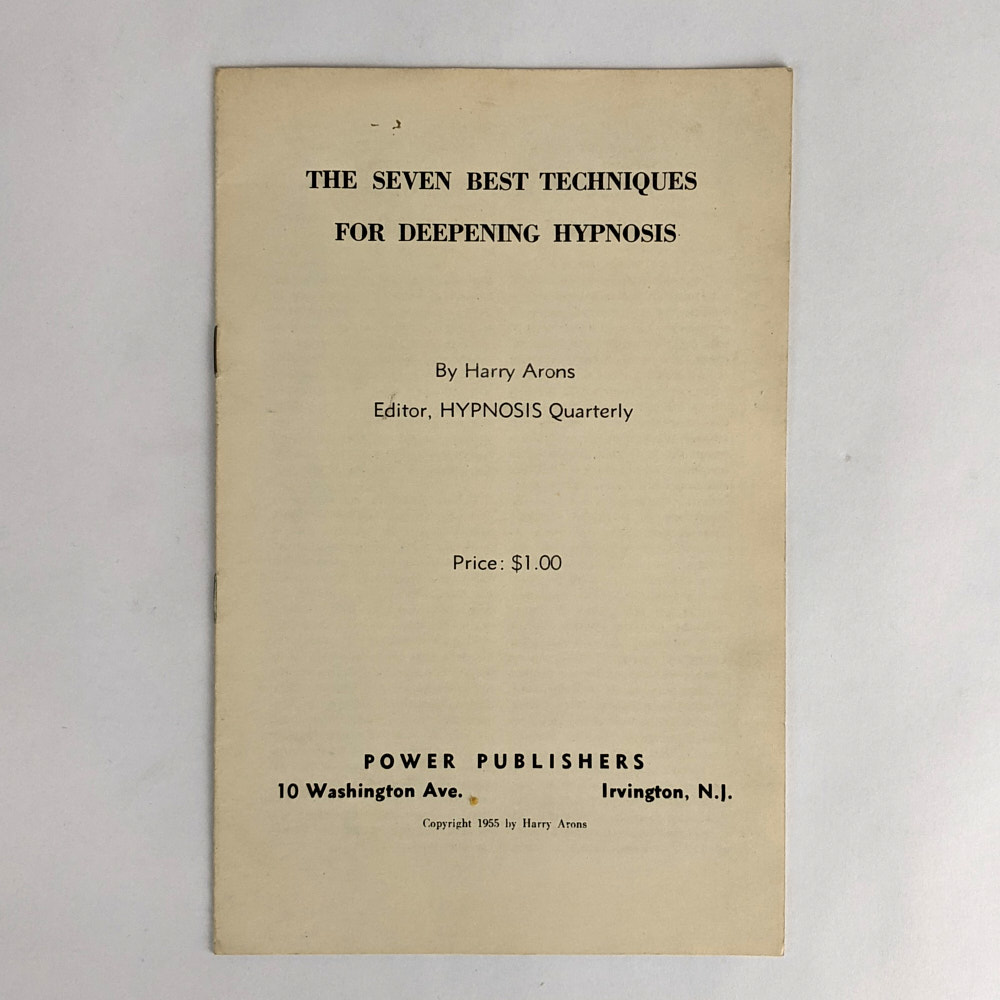 THE SEVEN BEST TECHNIQUES
FOR DEEPENING HYPNOSIS
By Harry Arons
Editor, HYPNOSIS Quarterly
Price: $1.00
POWER PUBLISHERS
10 Washington Ave. Irvington, N.J.
Copyright 1955 by Harry Arons